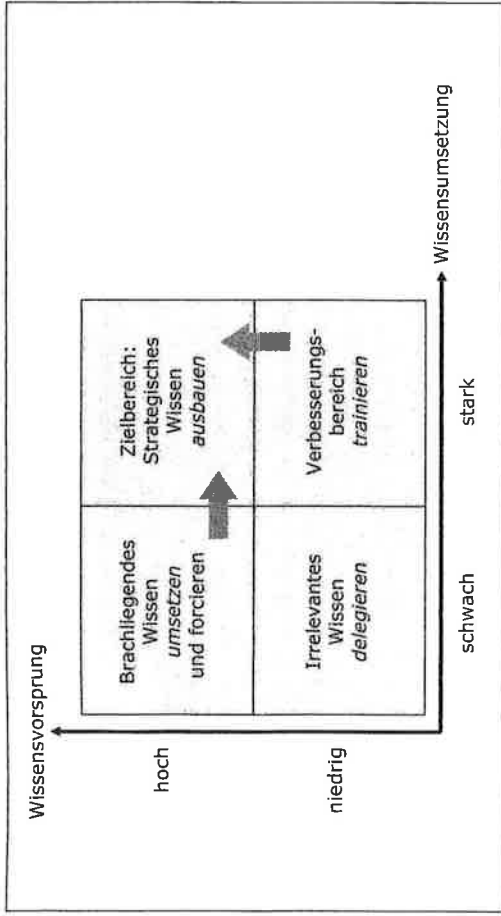 Wissensvorsprung
hoch
niedrig
Brachliegendes
Wissen
umsetzen
und forcieren
Zielbereich:
Strategisches
Wissen
ausbauen
Irrelevantes
Wissen
delegieren
Verbesserungs-
bereich
trainieren
schwach
stark
Wissensumsetzung